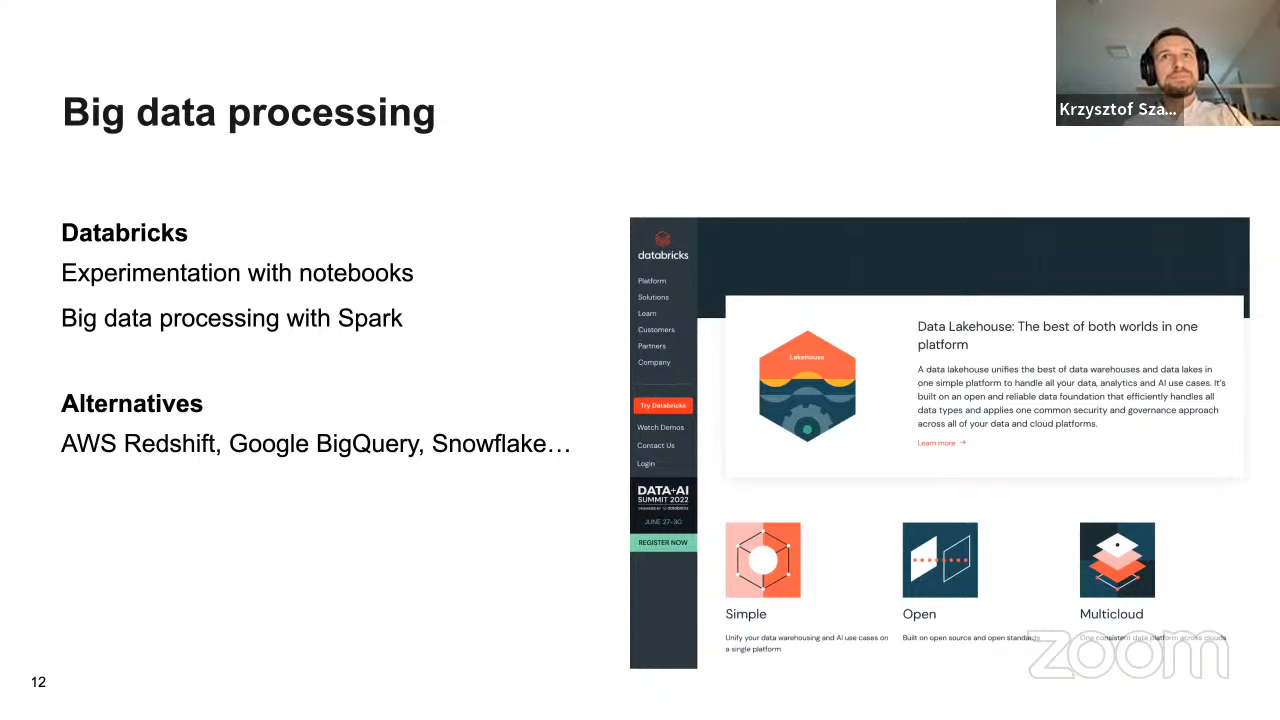 Big data processing
Krzysztof Sza...
Databricks
Experimentation with notebooks
Big data processing with Spark
Alternatives
AWS Redshift, Google BigQuery, Snowflake…
databricks
Platform
Solutions
Learn
Customers
Partners
Company
Try Databricks
Watch Demos
Contact Us
Login
DATA+AI
SUMMIT 2022
ORGANIZED BY databricks
JUNE 27-30
REGISTER NOW
Lakehouse
Data Lakehouse: The best of both worlds in one
platform
A data lakehouse unifies the best of data warehouses and data lakes in
one simple platform to handle all your data, analytics and AI use cases. It's
built on an open and reliable data foundation that efficiently handles all
data types and applies one common security and governance approach
across all of your data and cloud platforms.
Learn more →
Simple
Unify your data warehousing and AI use cases on
a single platform
Open
Built on open source and open standards
Multicloud
One consistent data platform across clouds
zoom
12